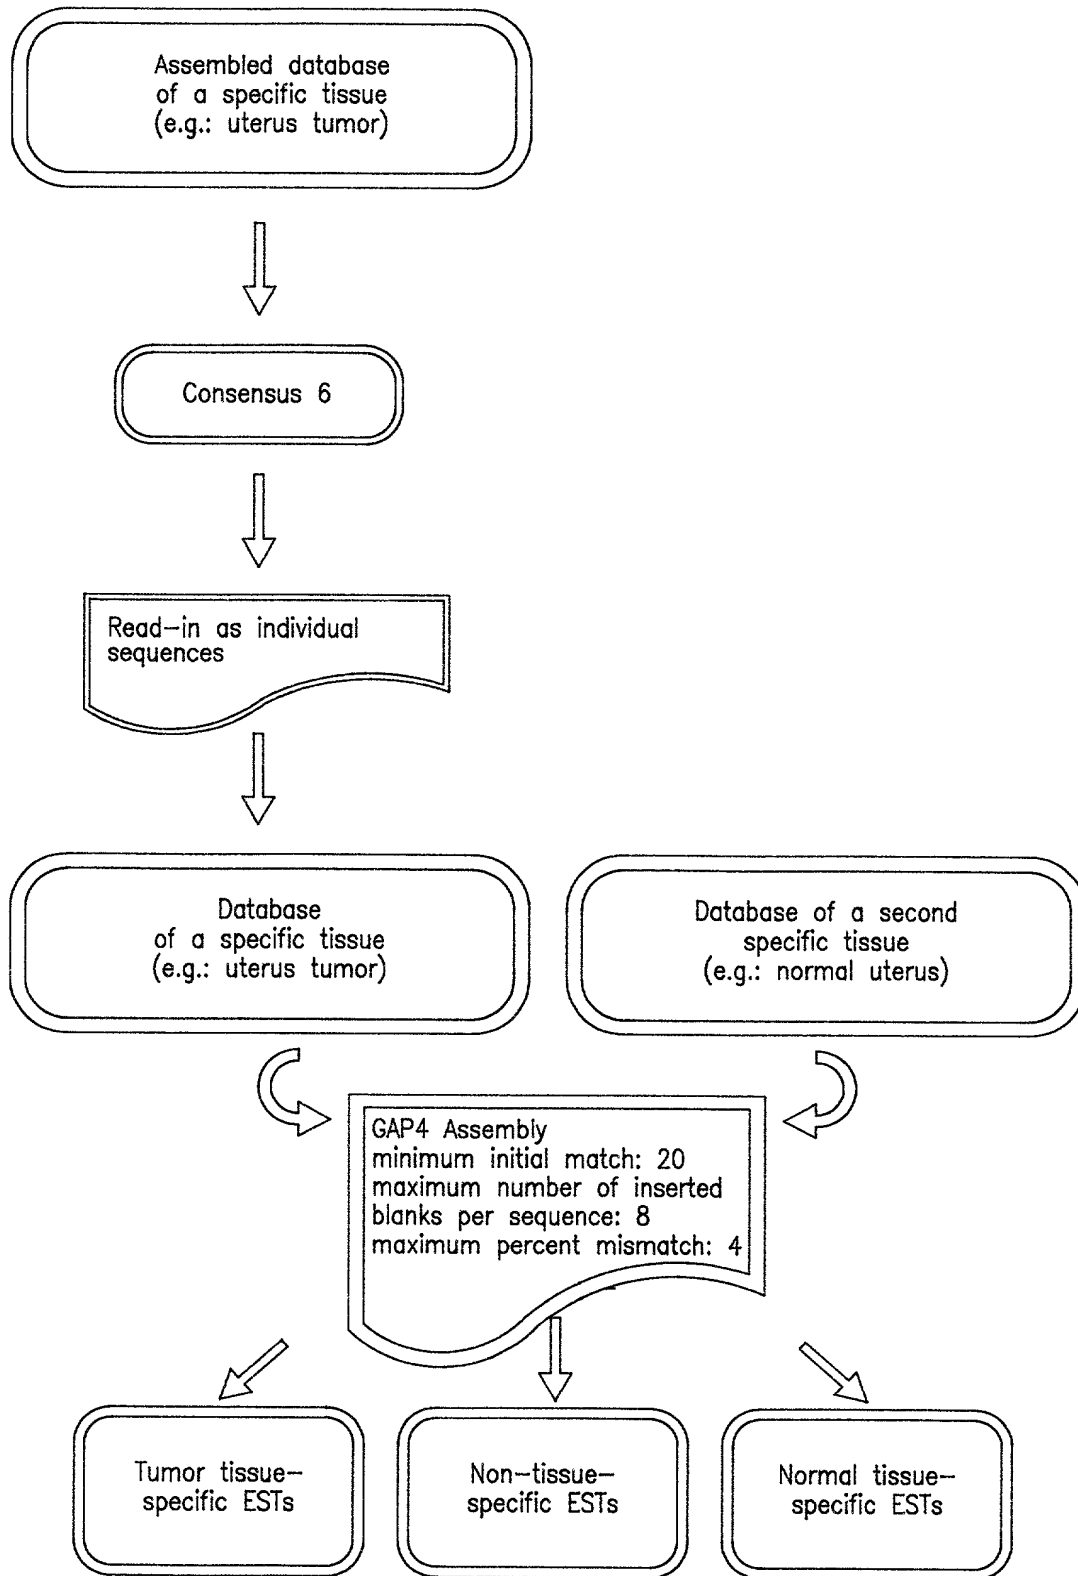 Assembled database
of a specific tissue
(e.g.: uterus tumor)
Consensus 6
Read-in as individual
sequences
Database
of a specific tissue
(e.g.: uterus tumor)
Database of a second
specific tissue
(e.g.: normal uterus)
GAP4 Assembly
minimum initial match: 20
maximum number of inserted
blanks per sequence: 8
maximum percent mismatch: 4
Tumor tissue-
specific ESTs
Non-tissue-
specific ESTs
Normal tissue-
specific ESTs